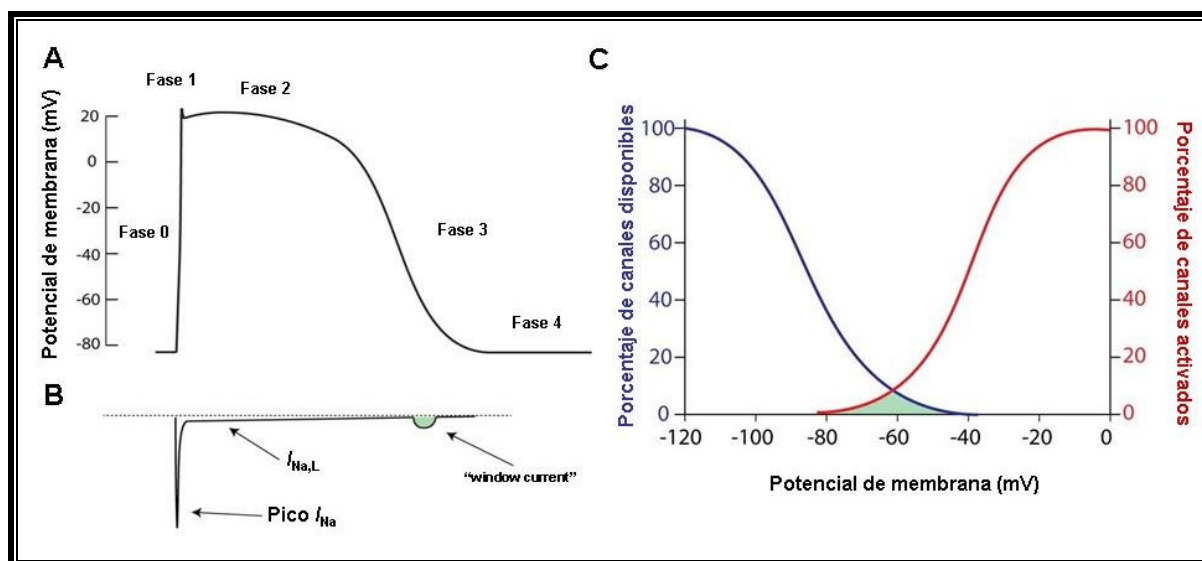 A
Fase 1
Fase 2
Fase 0
Fase 3
Fase 4
Potencial de membrana (mV)
20
0
-20
-40
-60
-80
B
I Na,L
“window current”
Pico I Na
C
Porcentaje de canales disponibles
100
80
60
40
20
0
Porcentaje de canales activados
100
80
60
40
20
0
-120
-100
-80
-60
-40
-20
0
Potencial de membrana (mV)